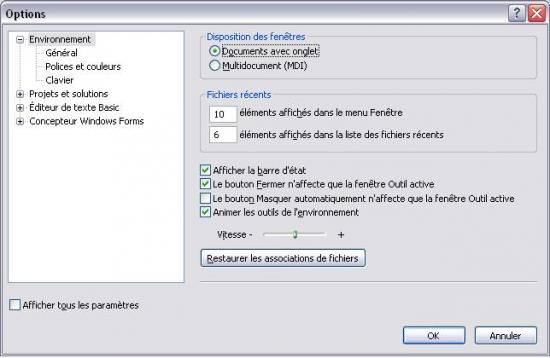 Options
Environnement
Général
Polices et couleurs
Clavier
Projets et solutions
Éditeur de texte Basic
Concepteur Windows Forms
Afficher tous les paramètres
Disposition des fenêtres
Documents avec onglet
Multidocument (MDI)
Fichiers récents
10 éléments affichés dans le menu Fenêtre
6 éléments affichés dans la liste des fichiers récents
Afficher la barre d'état
Le bouton Fermer n'affecte que la fenêtre Outil active
Le bouton Masquer automatiquement n'affecte que la fenêtre Outil active
Animer les outils de l'environnement
Vitesse - +
Restaurer les associations de fichiers
OK Annuler